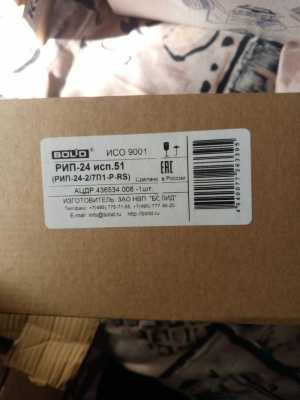 BOLID® ИСО 9001
РИП-24 исп.51
(РИП-24-2/7П1-Р-RS)
Сделано в России
EAC
АЦДР.436534.006 -1шт.
ИЗГОТОВИТЕЛЬ: ЗАО НВП "БОЛИД"
E-mail: info@bolid.ru http://bolid.ru